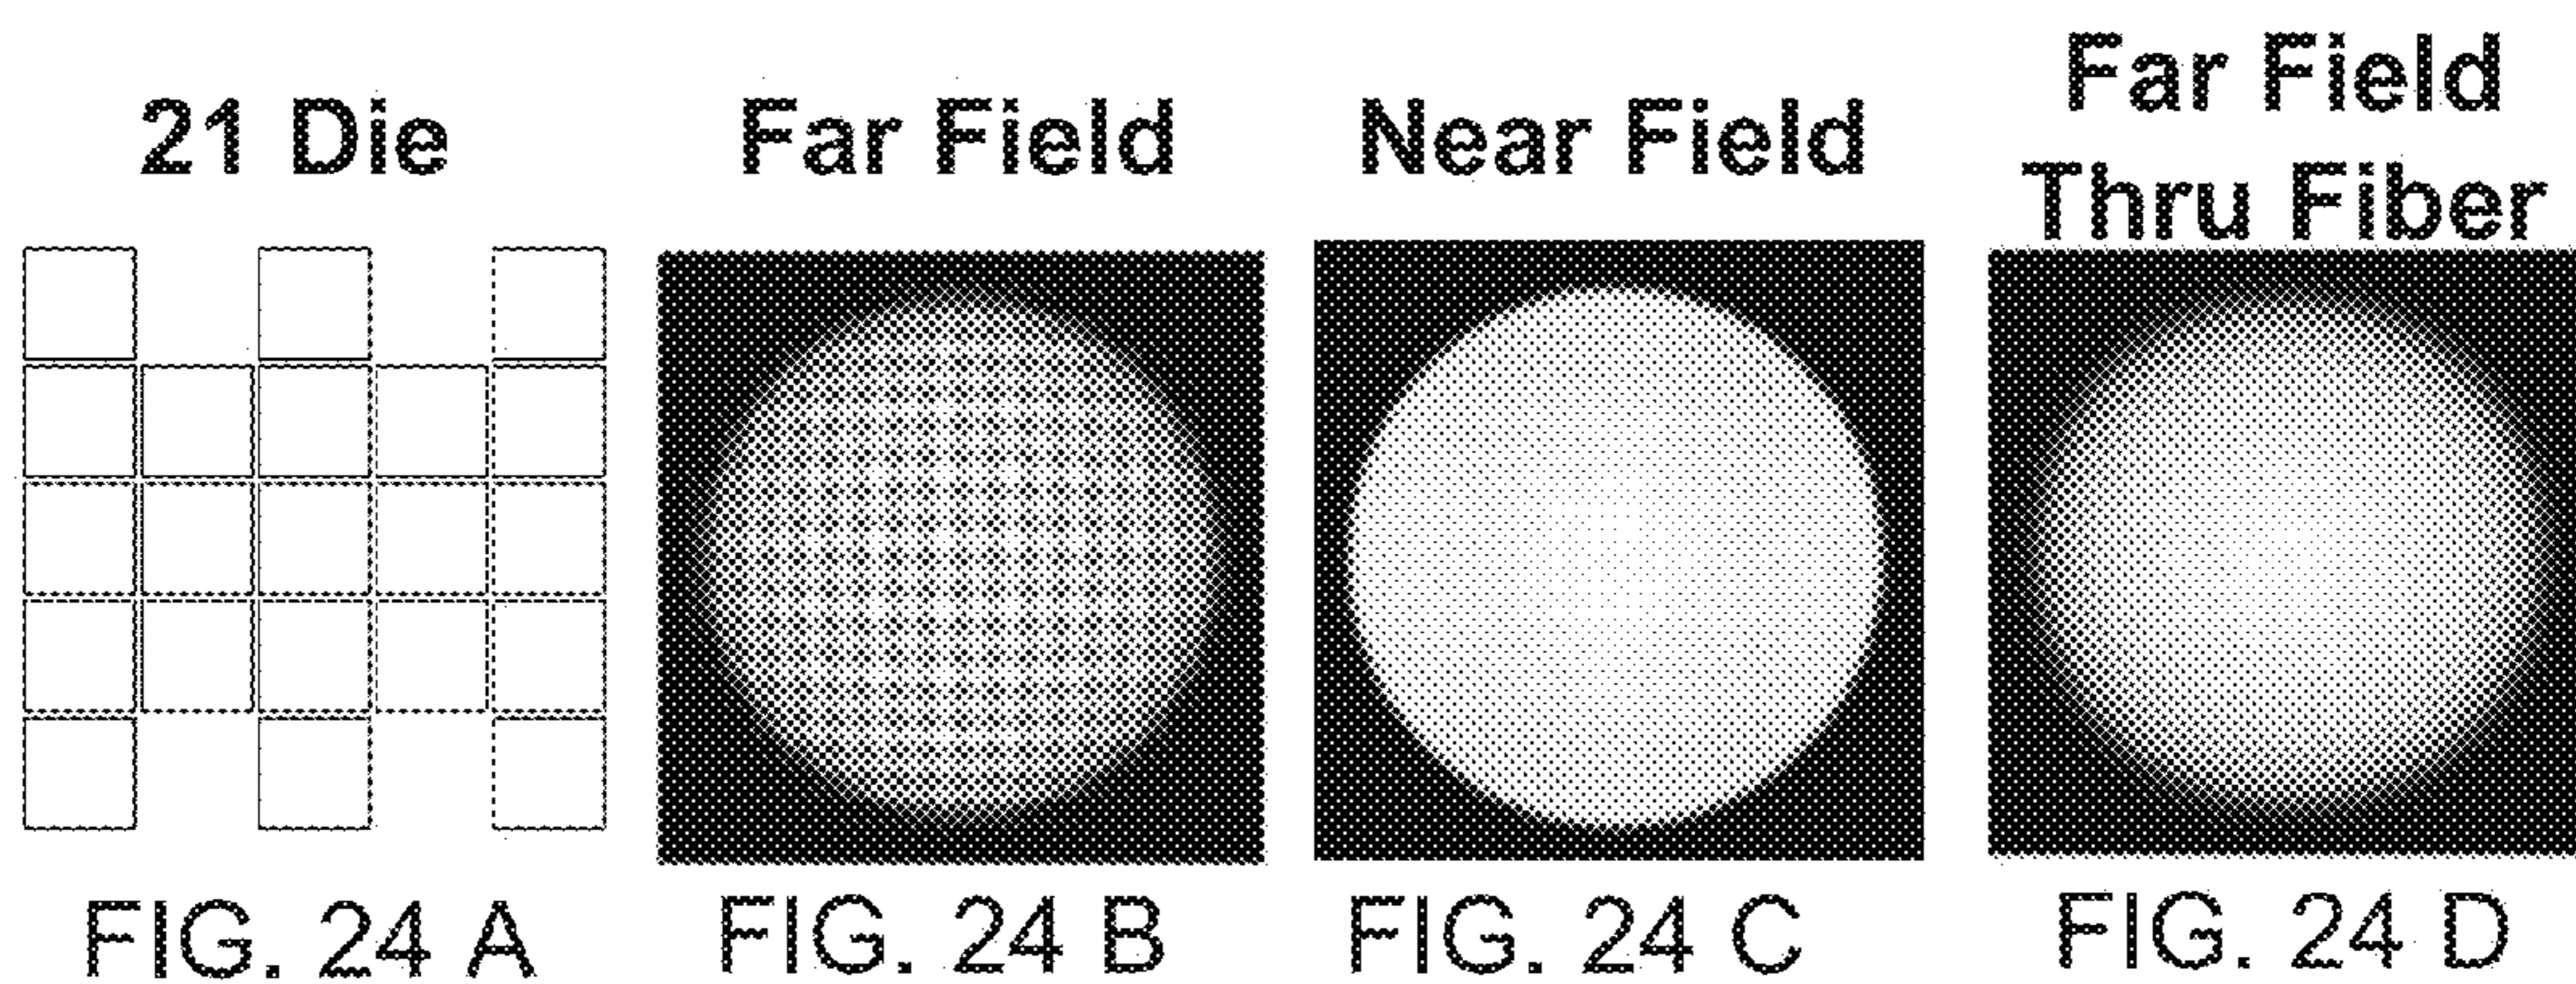 21 Die
Far Field
Near Field
Far Field
Thru Fiber
FIG. 24 A
FIG. 24 B
FIG. 24 C
FIG. 24 D